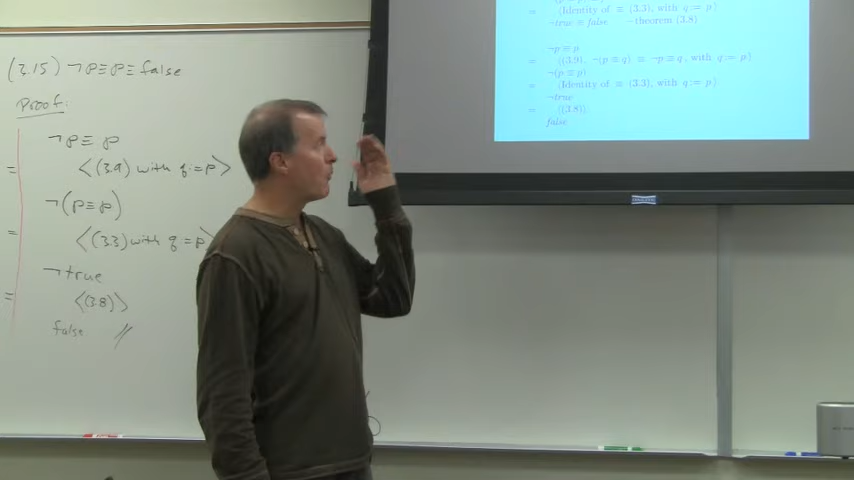 (3.15) ¬p≡p≡false
Proof:
¬p≡p
= <(3.9) with q:=p>
¬(p≡p)
= <(3.3) with q=p>
¬true
= <(3.8)>
false //
= ⟨Identity of ≡ (3.3), with q := p⟩
¬true ≡ false −theorem (3.8)
¬p ≡ p
= ⟨(3.9), ¬(p ≡ q) ≡ ¬p ≡ q, with q := p⟩
¬(p ≡ p)
= ⟨Identity of ≡ (3.3), with q := p⟩
¬true
= ⟨(3.8)⟩
false